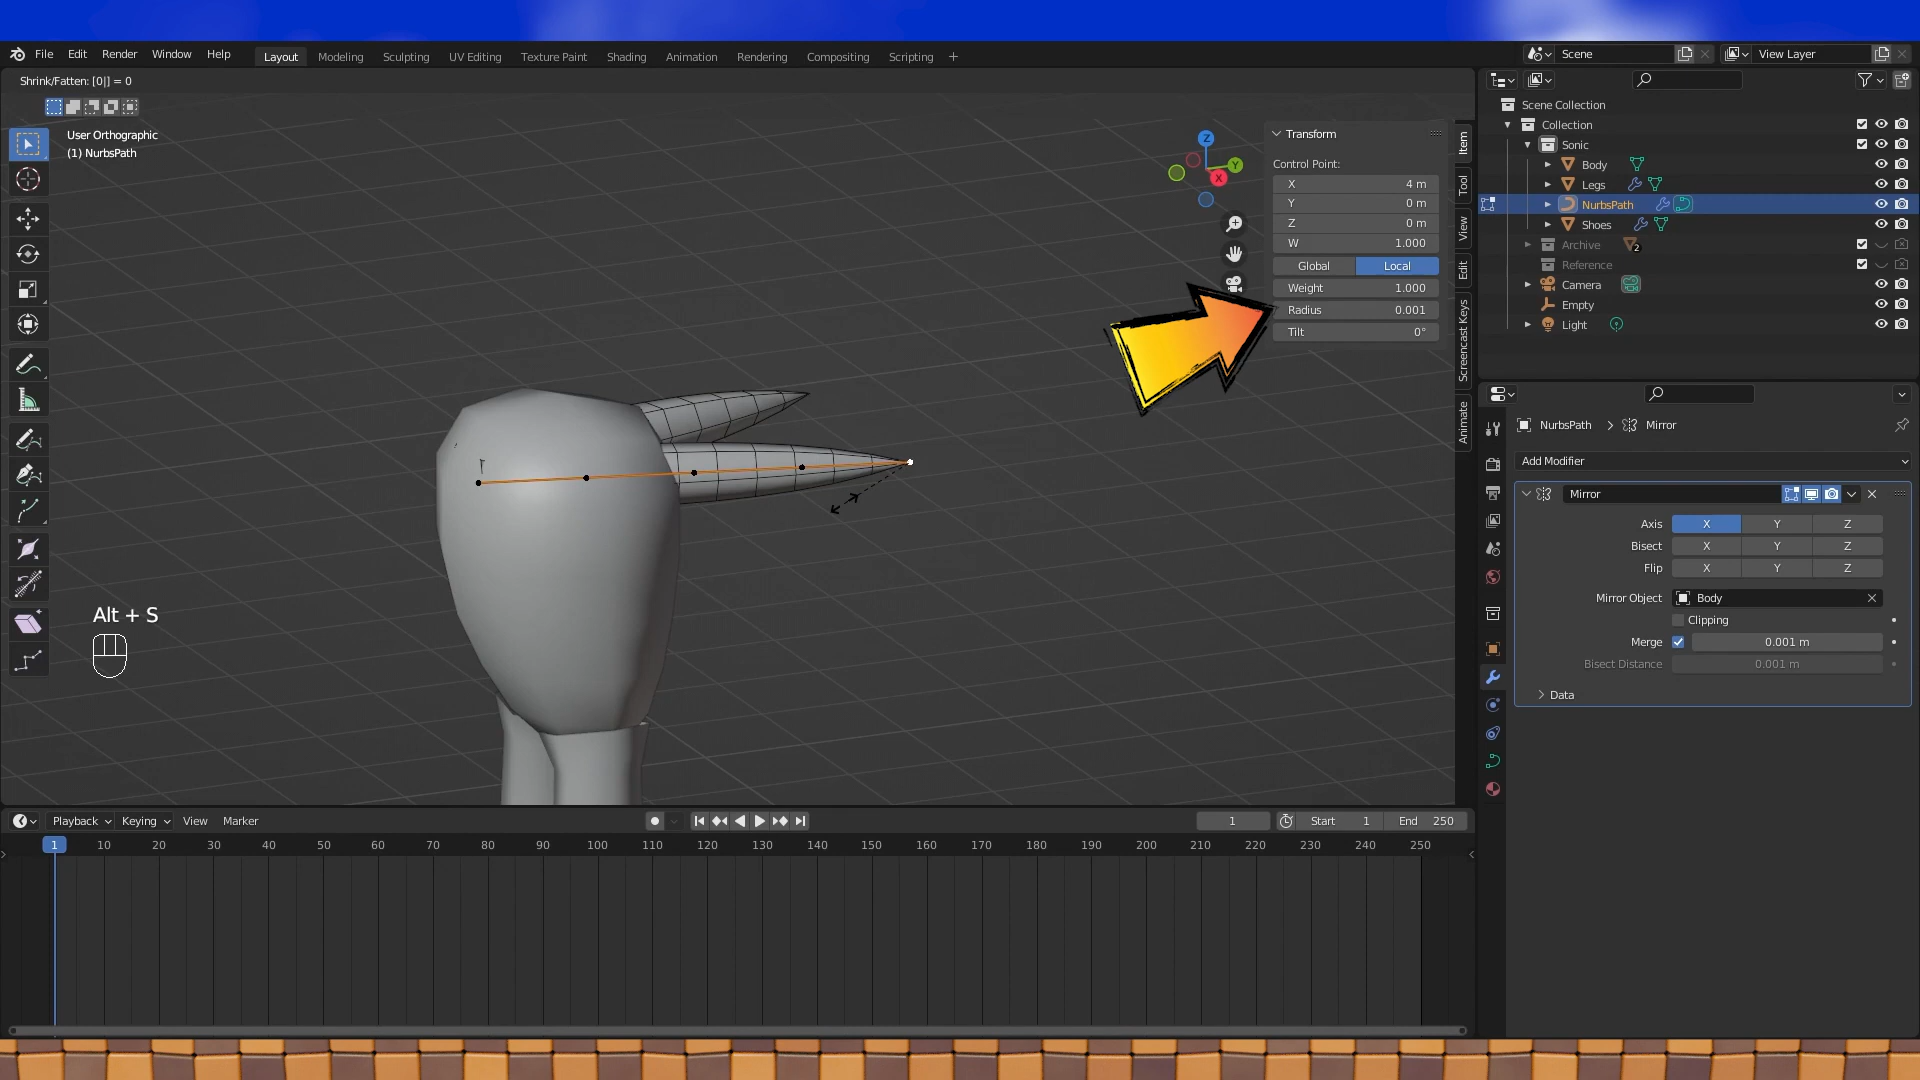 File Edit Render Window Help Layout Modeling Sculpting UV Editing Texture Paint Shading Animation Rendering Compositing Scripting +
Scene View Layer
Shrink/Fatten: [0|] = 0
User Orthographic
(1) NurbsPath
Z
Y
X
Transform
Control Point:
X 4 m
Y 0 m
Z 0 m
W 1.000
Global Local
Weight 1.000
Radius 0.001
Tilt 0°
Item
Tool
View
Edit
Screencast Keys
Animate
Alt + S
Scene Collection
Collection
Sonic
Body
Legs
NurbsPath
Shoes
Archive 2
Reference
Camera
Empty
Light
NurbsPath > Mirror
Add Modifier
Mirror
Axis X Y Z
Bisect X Y Z
Flip X Y Z
Mirror Object Body
Clipping
Merge 0.001 m
Bisect Distance 0.001 m
Data
Playback Keying View Marker 1 Start 1 End 250
1 10 20 30 40 50 60 70 80 90 100 110 120 130 140 150 160 170 180 190 200 210 220 230 240 250